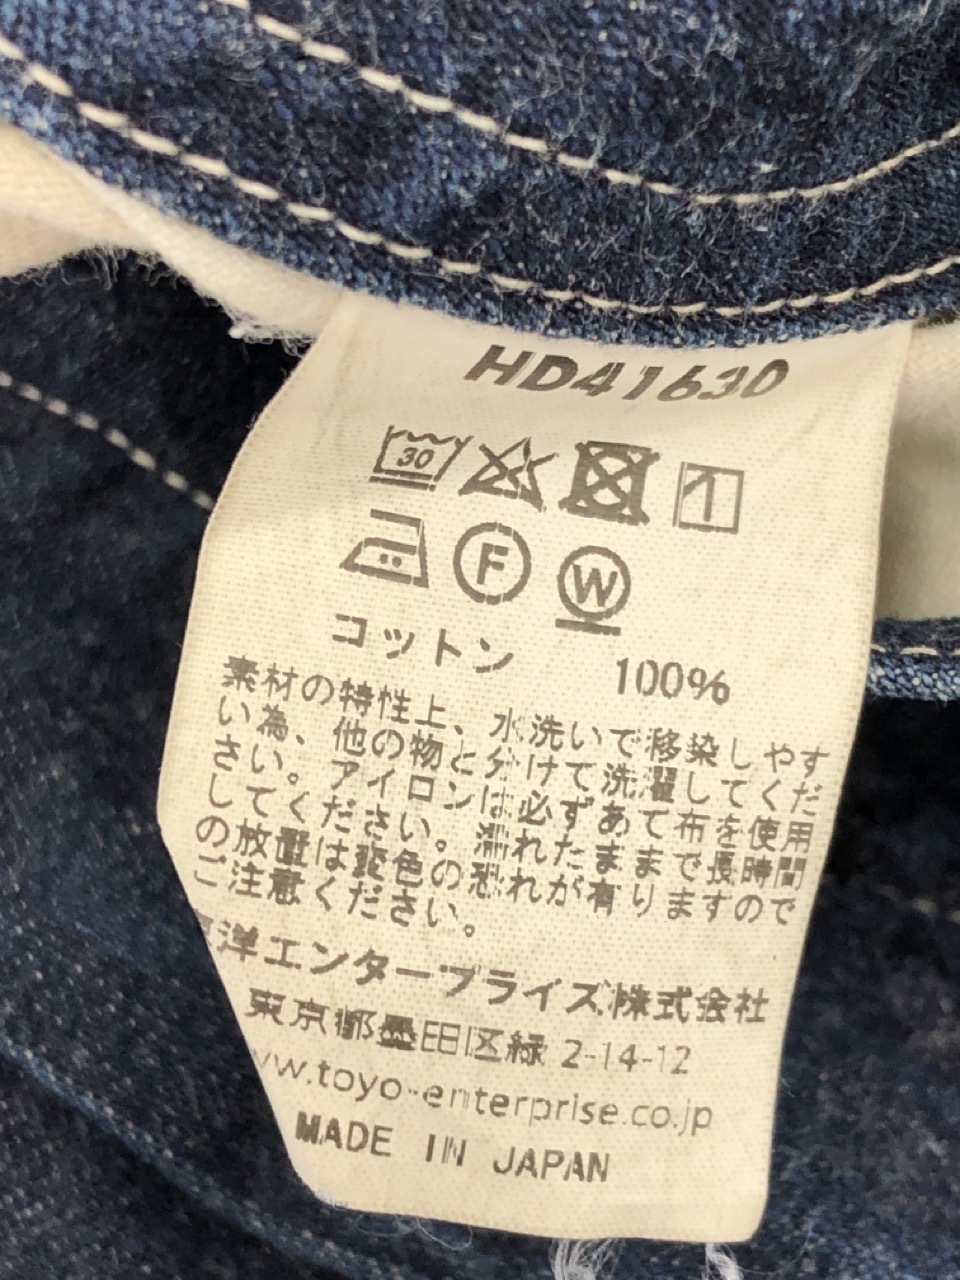 HD41630
30
F W
コットン 100%
素材の特性上、水洗いで移染しやす
い為、他の物と分けて洗濯してくだ
さい。アイロンは必ずあて布を使用
してください。濡れたままで長時間
の放置は変色の恐れが有りますので
ご注意ください。
洋エンタープライズ株式会社
東京都墨田区緑 2-14-12
ww.toyo-enterprise.co.jp
MADE IN JAPAN